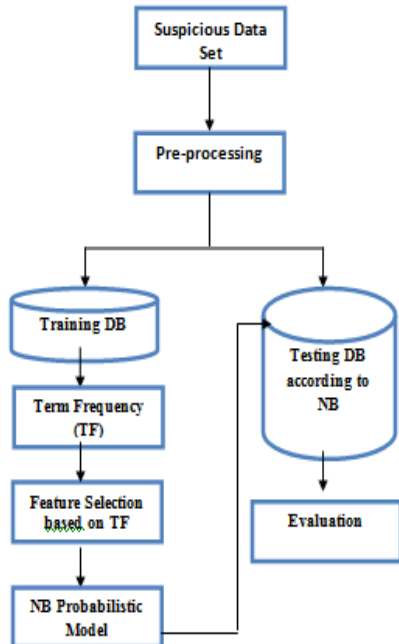 Suspicious Data
Set
Pre-processing
Training DB
Term Frequency
(TF)
Feature Selection
based on TF
NB Probabilistic
Model
Testing DB
according to
NB
Evaluation